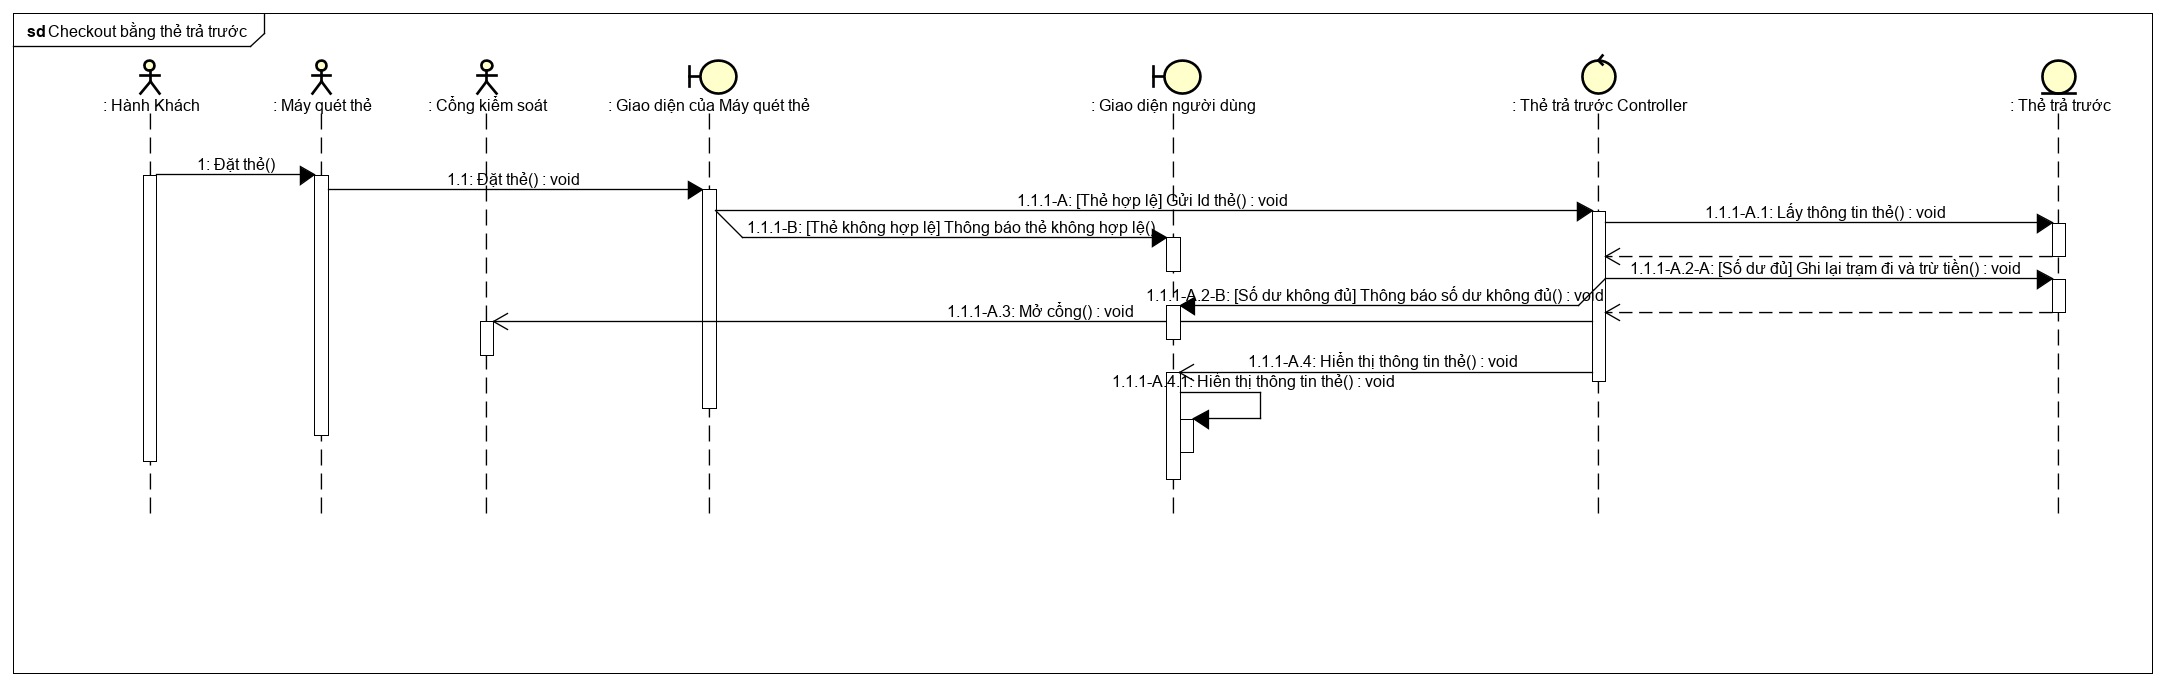 sd Checkout bằng thẻ trả trước
: Hành Khách
: Máy quét thẻ
: Cổng kiểm soát
: Giao diện của Máy quét thẻ
: Giao diện người dùng
: Thẻ trả trước Controller
: Thẻ trả trước
1: Đặt thẻ()
1.1: Đặt thẻ() : void
1.1.1-A: [Thẻ hợp lệ] Gửi Id thẻ() : void
1.1.1-A.1: Lấy thông tin thẻ() : void
1.1.1-B: [Thẻ không hợp lệ] Thông báo thẻ không hợp lệ()
1.1.1-A.2-A: [Số dư đủ] Ghi lại trạm đi và trừ tiền() : void
1.1.1-A.2-B: [Số dư không đủ] Thông báo số dư không đủ() : void
1.1.1-A.3: Mở cổng() : void
1.1.1-A.4: Hiển thị thông tin thẻ() : void
1.1.1-A.4.1: Hiển thị thông tin thẻ() : void